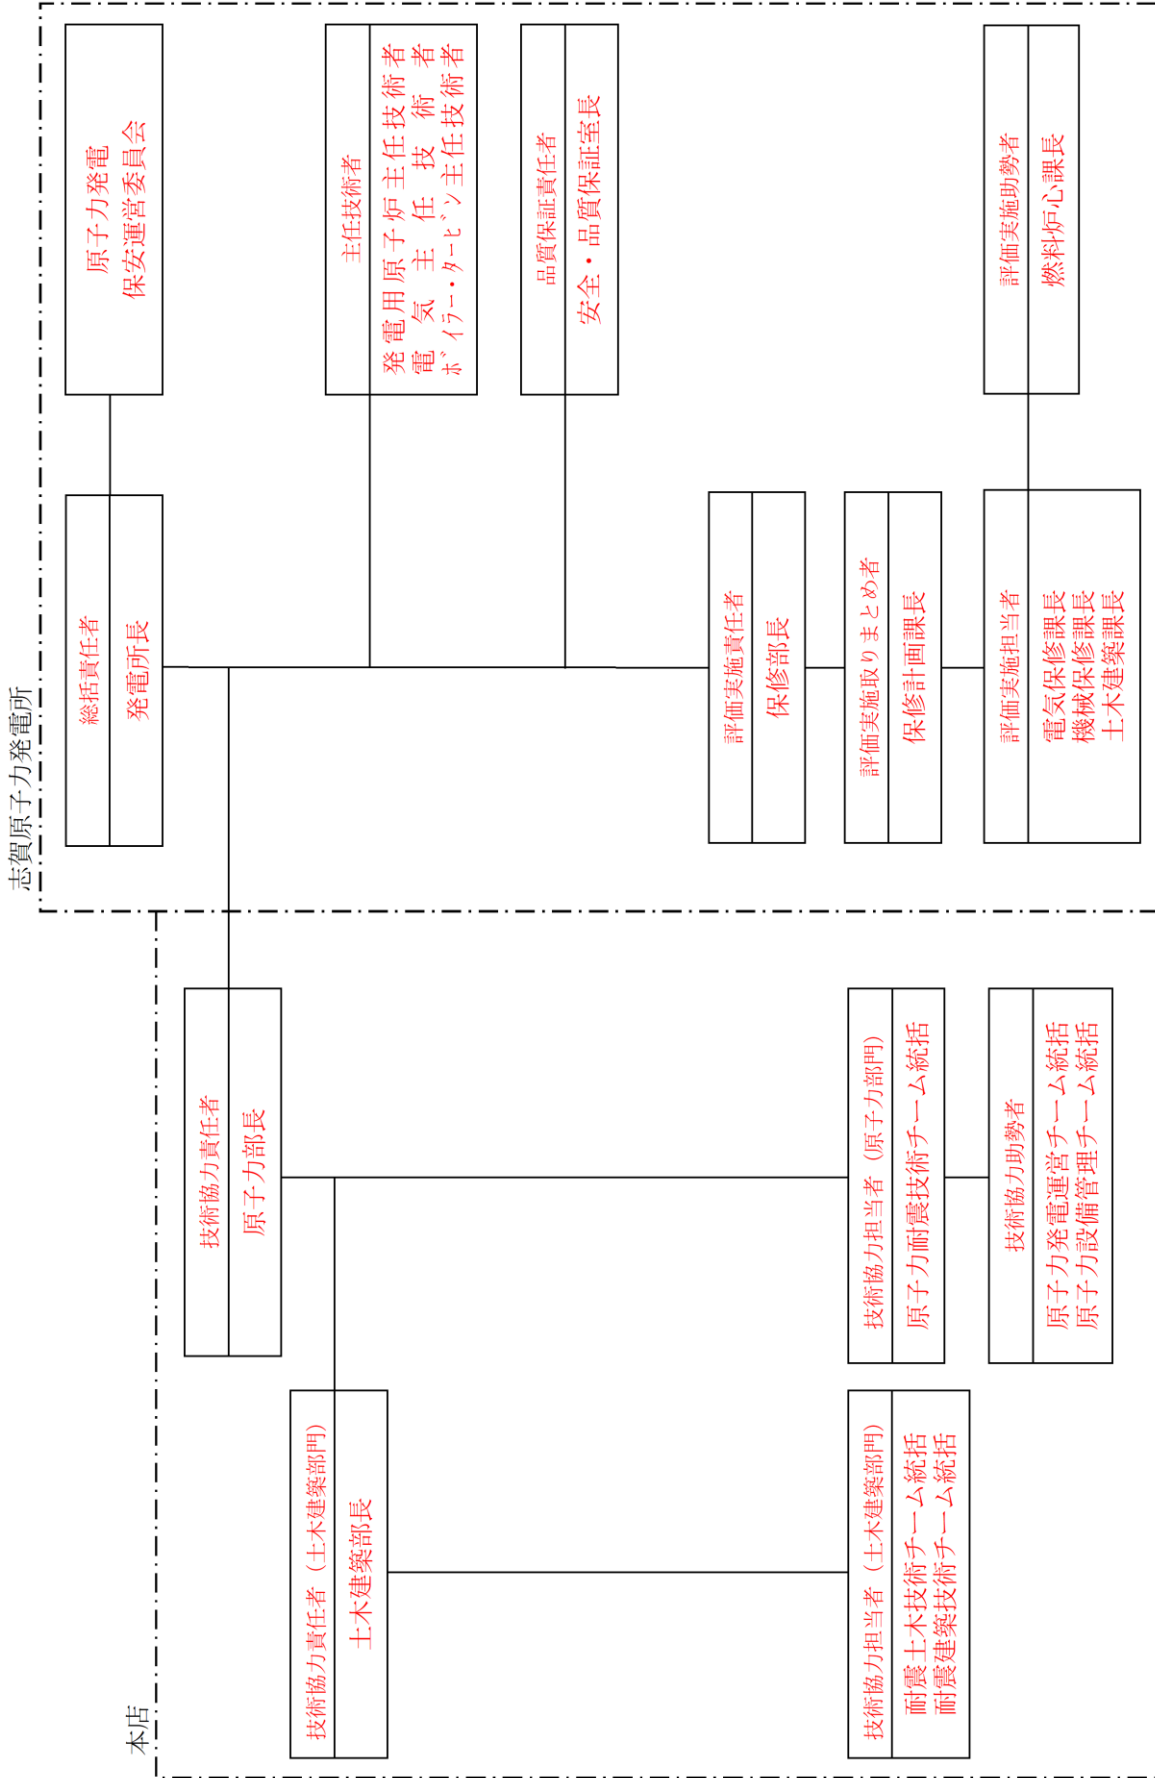 本店
志賀原子力発電所
総括責任者
発電所長
原子力発電
保安運営委員会
技術協力責任者
原子力部長
技術協力責任者（土木建築部門）
土木建築部長
主任技術者
発電用原子炉主任技術者
電気主任技術者
ﾎﾞｲﾗｰ・ﾀｰﾋﾞﾝ主任技術者
品質保証責任者
安全・品質保証室長
評価実施責任者
保修部長
技術協力担当者（土木建築部門）
耐震土木技術チーム統括
耐震建築技術チーム統括
技術協力担当者（原子力部門）
原子力耐震技術チーム統括
評価実施取りまとめ者
保修計画課長
技術協力助勢者
原子力発電運営チーム統括
原子力設備管理チーム統括
評価実施担当者
電気保修課長
機械保修課長
土木建築課長
評価実施助勢者
燃料炉心課長